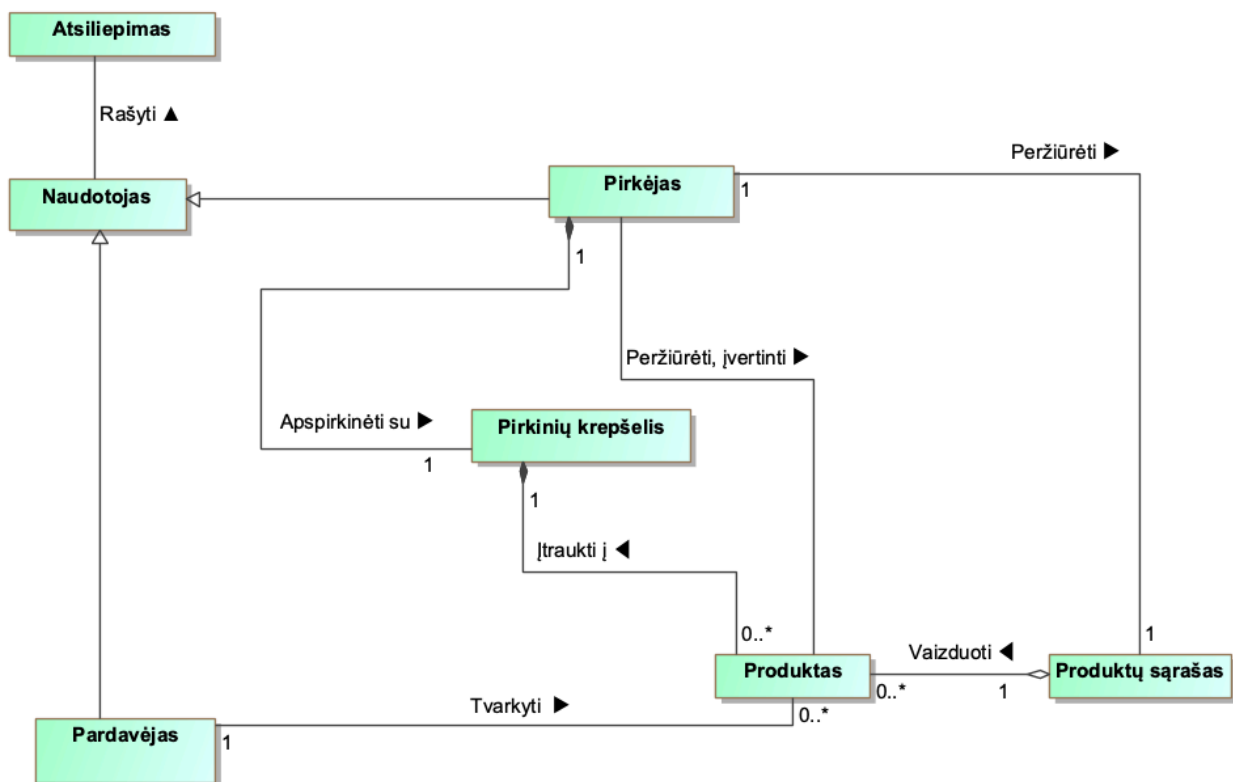 Atsiliepimas
Rašyti ▲
Peržiūrėti ▶
Naudotojas
Pirkėjas
1
1
Peržiūrėti, įvertinti ▶
Apspirkinėti su ▶
Pirkinių krepšelis
1
1
Įtraukti į ◀
0..*
1
Vaizduoti ◀
Produktas
Produktų sąrašas
0..*
1
Tvarkyti ▶
0..*
Pardavėjas
1